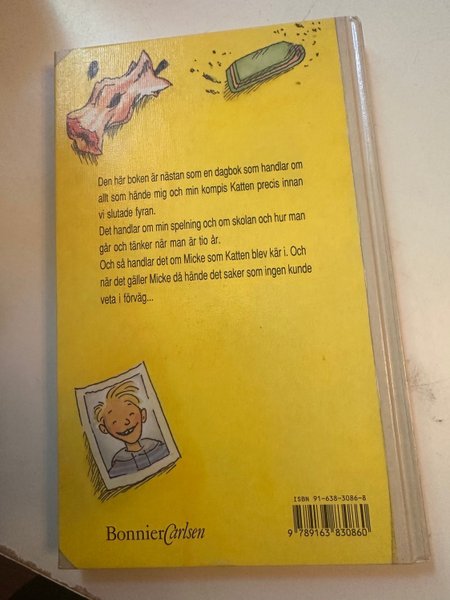 Den här boken är nästan som en dagbok som handlar om
allt som hände mig och min kompis Katten precis innan
vi slutade fyran.
Det handlar om min spelning och om skolan och hur man
går och tänker när man är tio år.
Och så handlar det om Micke som Katten blev kär i. Och
när det gäller Micke då hände det saker som ingen kunde
veta i förväg...
ISBN 91-638-3086-8
9 789163 830860
BonnierCarlsen